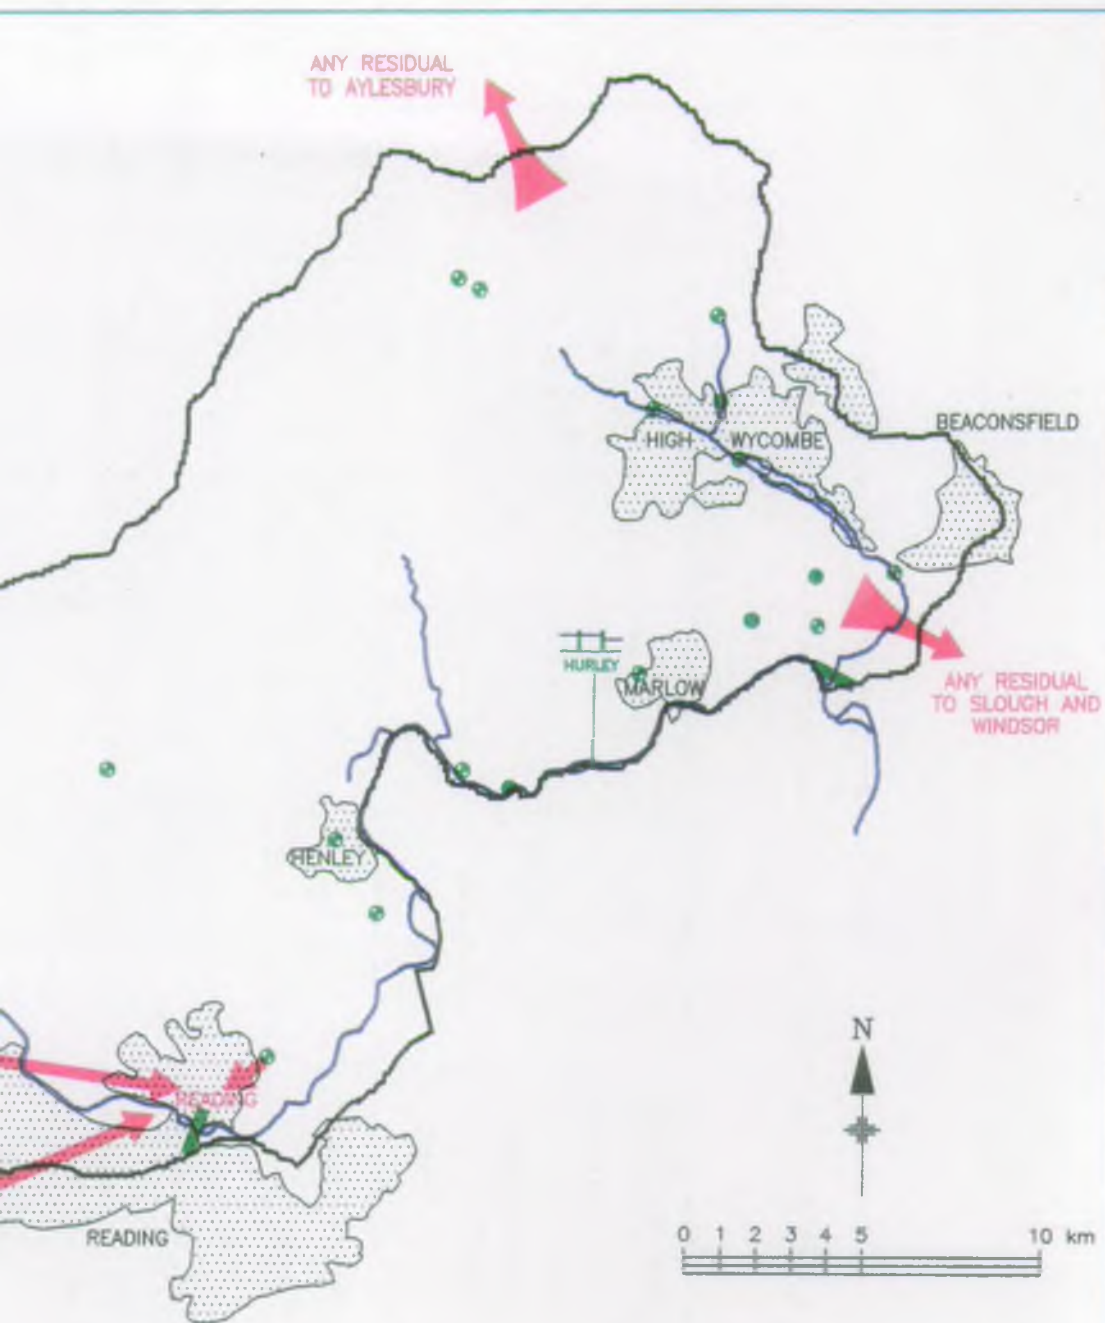 ANY RESIDUAL
TO AYLESBURY
BEACONSFIELD
HIGH WYCOMBE
HURLEY
MARLOW
ANY RESIDUAL
TO SLOUGH AND
WINDSOR
HENLEY
N
READING
READING
0 1 2 3 4 5 10 km